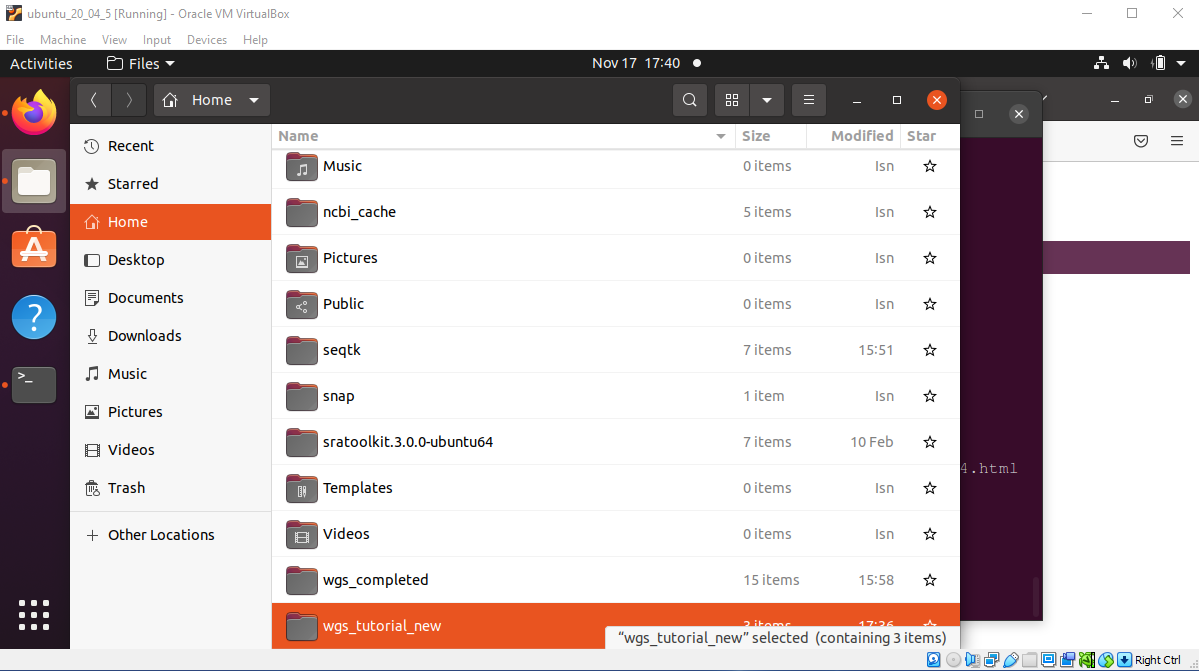 ubuntu_20_04_5 [Running] - Oracle VM VirtualBox
File Machine View Input Devices Help
Activities Files Nov 17 17:40
Home
Name Size Modified Star
Recent
Starred
Home
Desktop
Documents
Downloads
Music
Pictures
Videos
Trash
Other Locations
Music 0 items Isn
ncbi_cache 5 items Isn
Pictures 0 items Isn
Public 0 items Isn
seqtk 7 items 15:51
snap 1 item Isn
sratoolkit.3.0.0-ubuntu64 7 items 10 Feb
Templates 0 items Isn
Videos 0 items Isn
wgs_completed 15 items 15:58
wgs_tutorial_new 3 items 17:36
“wgs_tutorial_new” selected (containing 3 items)
4.html
Right Ctrl